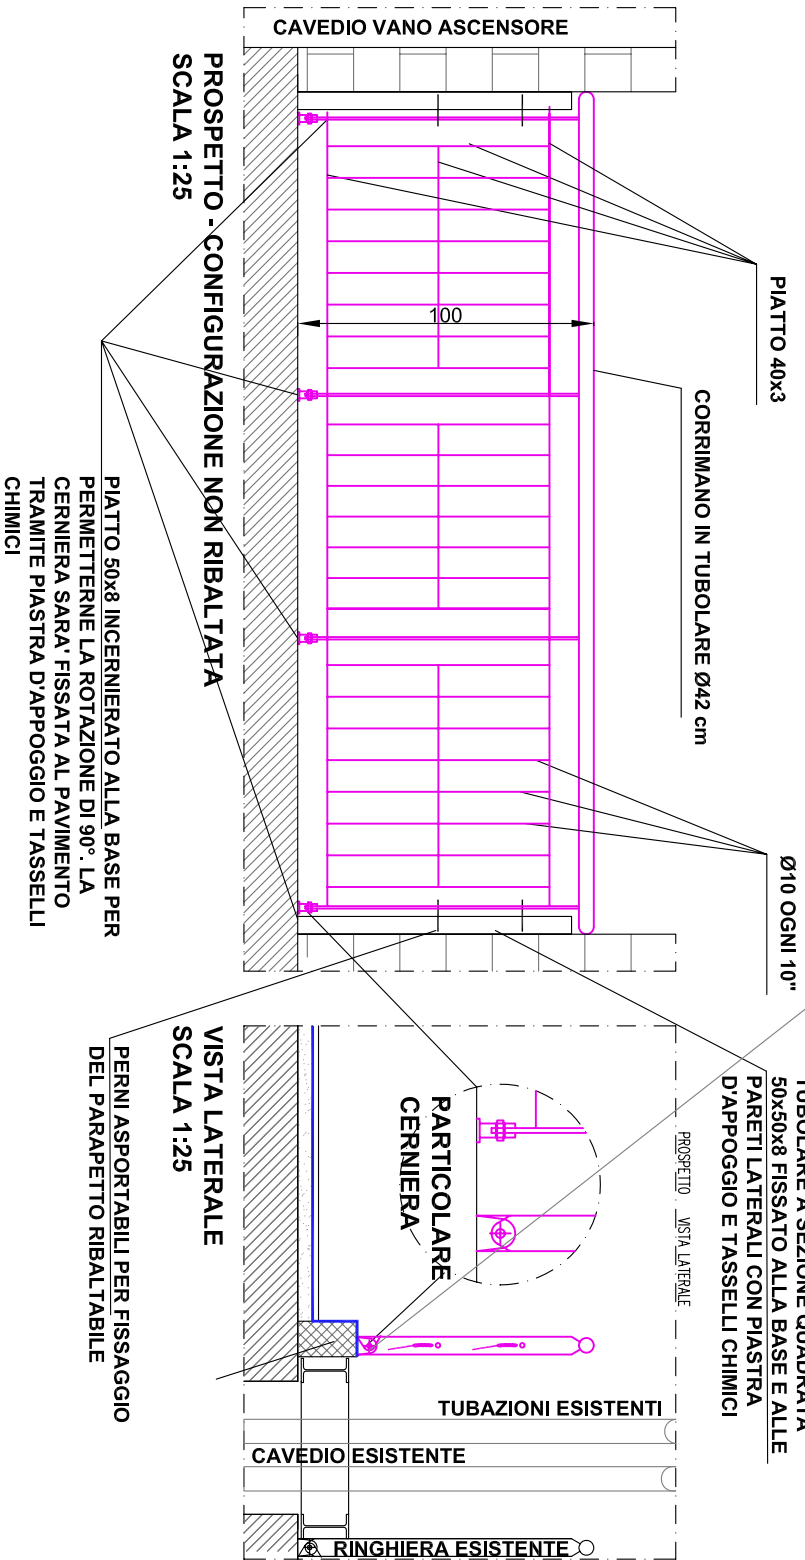 CAVEDIO VANO ASCENSORE
PROSPETTO - CONFIGURAZIONE NON RIBALTATA
SCALA 1:25
PIATTO 40x3
CORRIMANO IN TUBOLARE Ø42 cm
100
Ø10 OGNI 10"
PIATTO 50x8 INCERNIERATO ALLA BASE PER
PERMETTERNE LA ROTAZIONE DI 90°. LA
CERNIERA SARA' FISSATA AL PAVIMENTO
TRAMITE PIASTRA D'APPOGGIO E TASSELLI
CHIMICI
TUBOLARE A SEZIONE QUADRATA
50x50x8 FISSATO ALLA BASE E ALLE
PARETI LATERALI CON PIASTRA
D'APPOGGIO E TASSELLI CHIMICI
PERNI ASPORTABILI PER FISSAGGIO
DEL PARAPETTO RIBALTABILE
VISTA LATERALE
SCALA 1:25
PARTICOLARE
CERNIERA
PROSPETTO
VISTA LATERALE
TUBAZIONI ESISTENTI
CAVEDIO ESISTENTE
RINGHIERA ESISTENTE